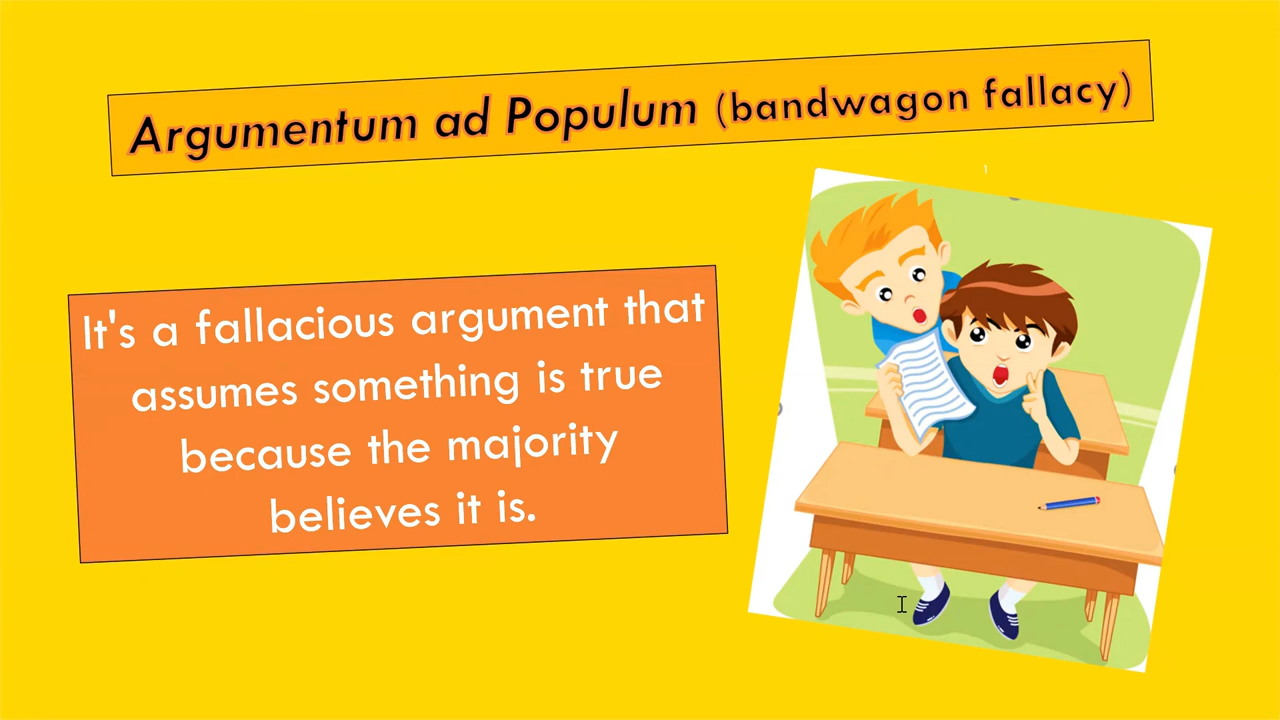 Argumentum ad Populum (bandwagon fallacy)
It's a fallacious argument that
assumes something is true
because the majority
believes it is.